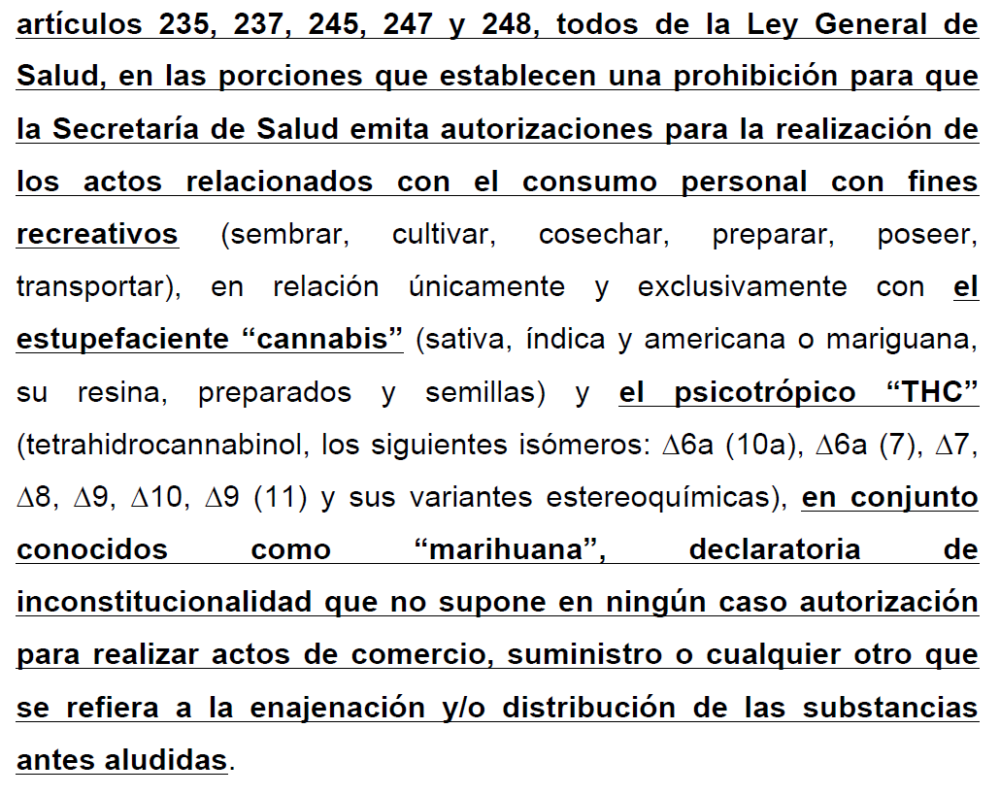 artículos 235, 237, 245, 247 y 248, todos de la Ley General de
Salud, en las porciones que establecen una prohibición para que
la Secretaría de Salud emita autorizaciones para la realización de
los actos relacionados con el consumo personal con fines
recreativos (sembrar, cultivar, cosechar, preparar, poseer,
transportar), en relación únicamente y exclusivamente con el
estupefaciente “cannabis” (sativa, índica y americana o mariguana,
su resina, preparados y semillas) y el psicotrópico “THC”
(tetrahidrocannabinol, los siguientes isómeros: ∆6a (10a), ∆6a (7), ∆7,
∆8, ∆9, ∆10, ∆9 (11) y sus variantes estereoquímicas), en conjunto
conocidos como “marihuana”, declaratoria de
inconstitucionalidad que no supone en ningún caso autorización
para realizar actos de comercio, suministro o cualquier otro que
se refiera a la enajenación y/o distribución de las substancias
antes aludidas.